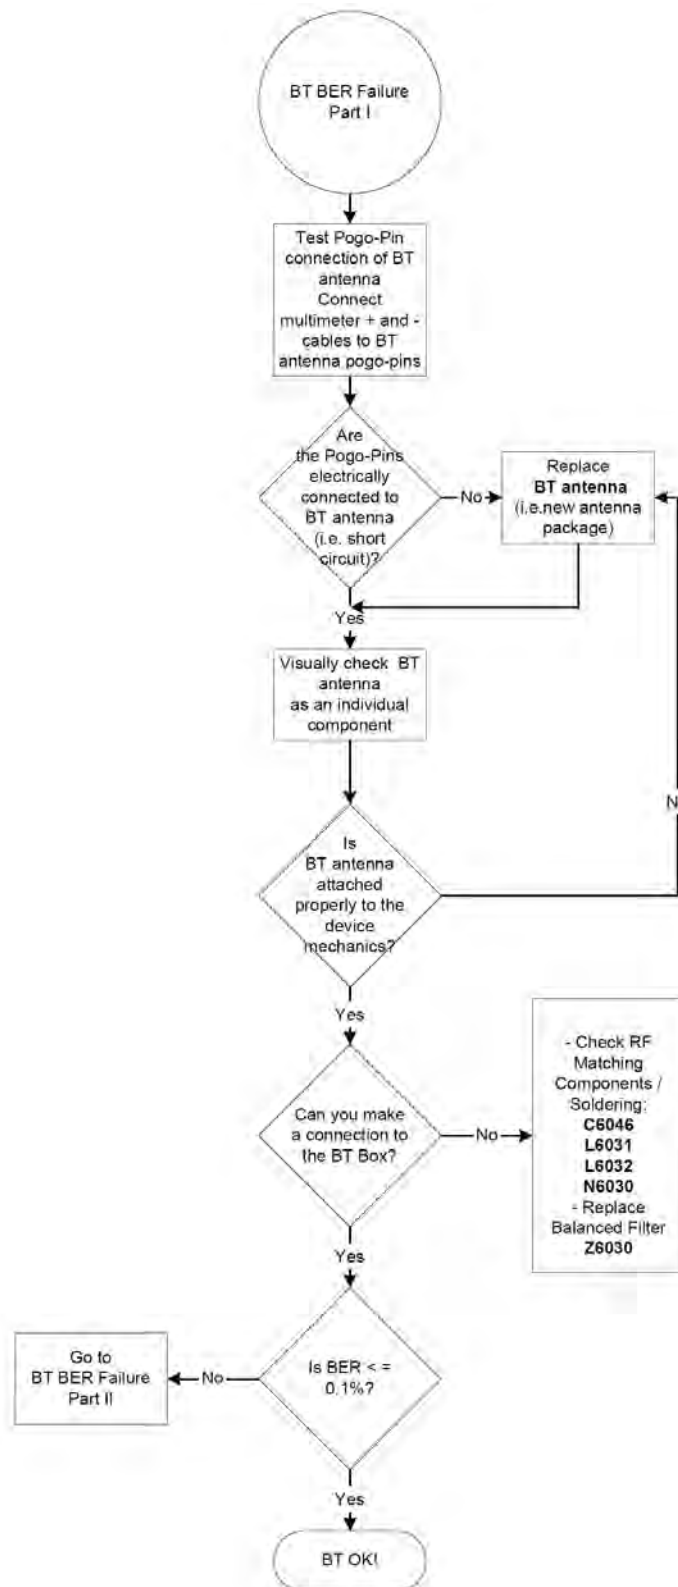 BT BER Failure
Part I
Test Pogo-Pin
connection of BT
antenna
Connect
multimeter + and -
cables to BT
antenna pogo-pins
Are
the Pogo-Pins
electrically
connected to
BT antenna
(i.e. short
circuit)?
No
Replace
BT antenna
(i.e.new antenna
package)
Yes
Visually check BT
antenna
as an individual
component
Is
BT antenna
attached
properly to the
device
mechanics?
N
Yes
Can you make
a connection to
the BT Box?
No
- Check RF
Matching
Components /
Soldering:
C6046
L6031
L6032
N6030
- Replace
Balanced Filter
Z6030
Yes
Is BER < =
0.1%?
No
Go to
BT BER Failure
Part II
Yes
BT OK!